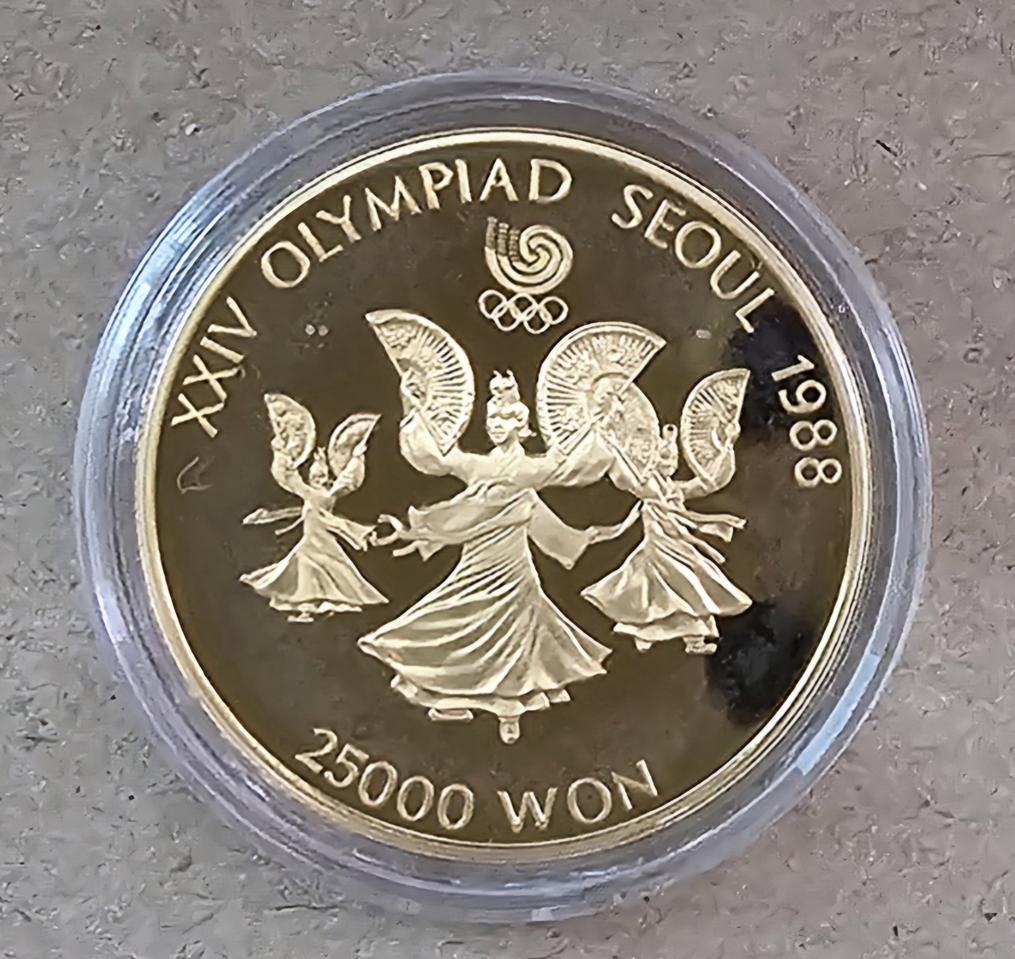 XXIV OLYMPIAD SEOUL 1988
25000 WON